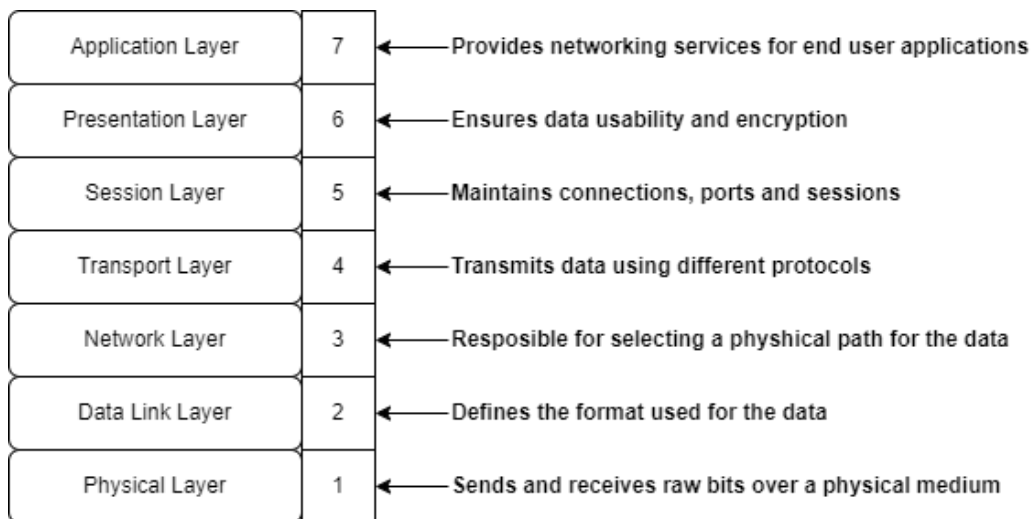 Application Layer 7 Provides networking services for end user applications
Presentation Layer 6 Ensures data usability and encryption
Session Layer 5 Maintains connections, ports and sessions
Transport Layer 4 Transmits data using different protocols
Network Layer 3 Resposible for selecting a physhical path for the data
Data Link Layer 2 Defines the format used for the data
Physical Layer 1 Sends and receives raw bits over a physical medium